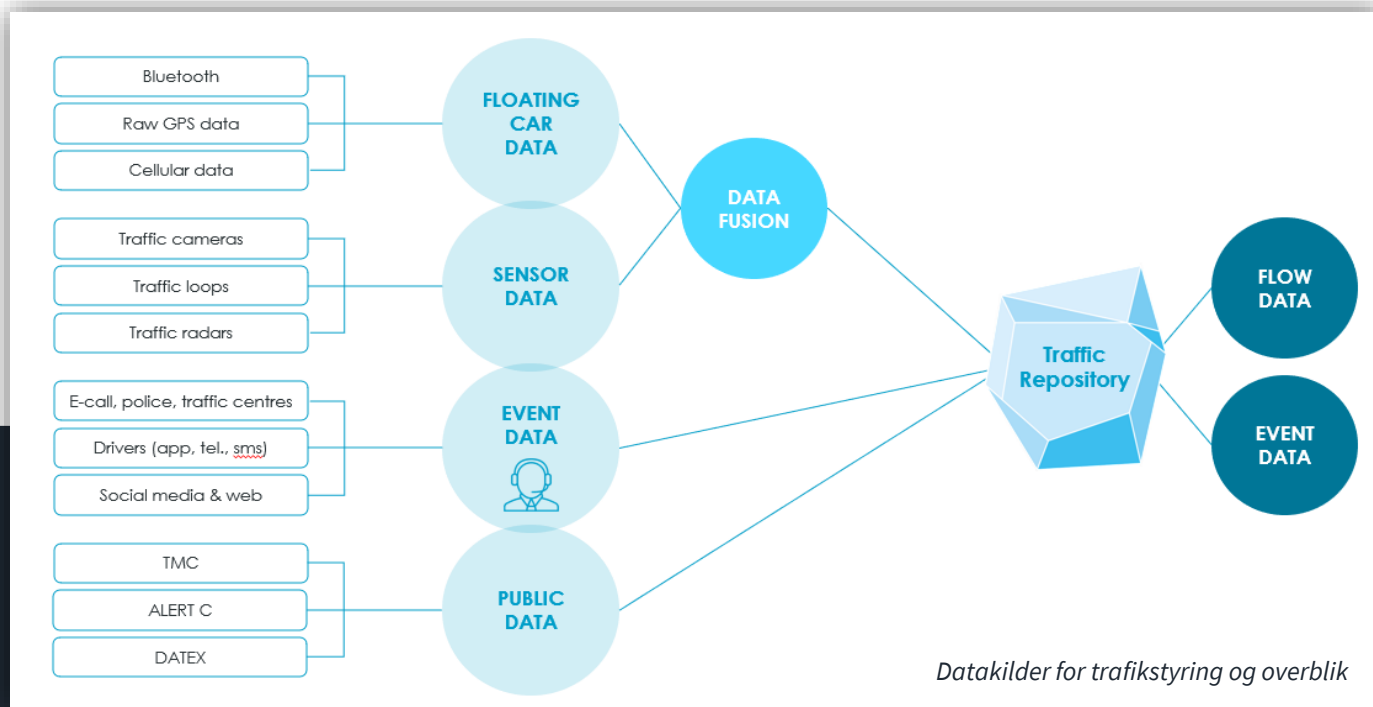 Bluetooth
Raw GPS data
Cellular data
FLOATING
CAR
DATA
Traffic cameras
Traffic loops
Traffic radars
SENSOR
DATA
DATA
FUSION
E-call, police, traffic centres
Drivers (app, tel., sms)
Social media & web
EVENT
DATA
TMC
ALERT C
DATEX
PUBLIC
DATA
Traffic
Repository
FLOW
DATA
EVENT
DATA
Datakilder for trafikstyring og overblik